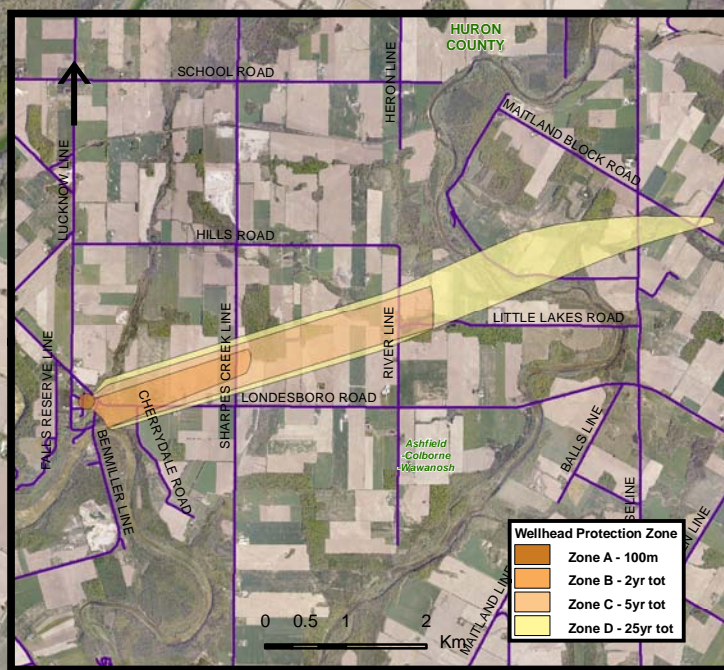 HURON
COUNTY
SCHOOL ROAD
HERON LINE
LUCKNOW LINE
MAITLAND BLOCK ROAD
HILLS ROAD
SHARPES CREEK LINE
RIVER LINE
LITTLE LAKES ROAD
FALLS RESERVE LINE
CHERRYDALE ROAD
LONDESBORO ROAD
BENMILLER LINE
Ashfield
-Colborne
-Wawanosh
BALLS LINE
MAITLAND LINE
Wellhead Protection Zone
Zone A - 100m
Zone B - 2yr tot
Zone C - 5yr tot
Zone D - 25yr tot
0 0.5 1 2
Km